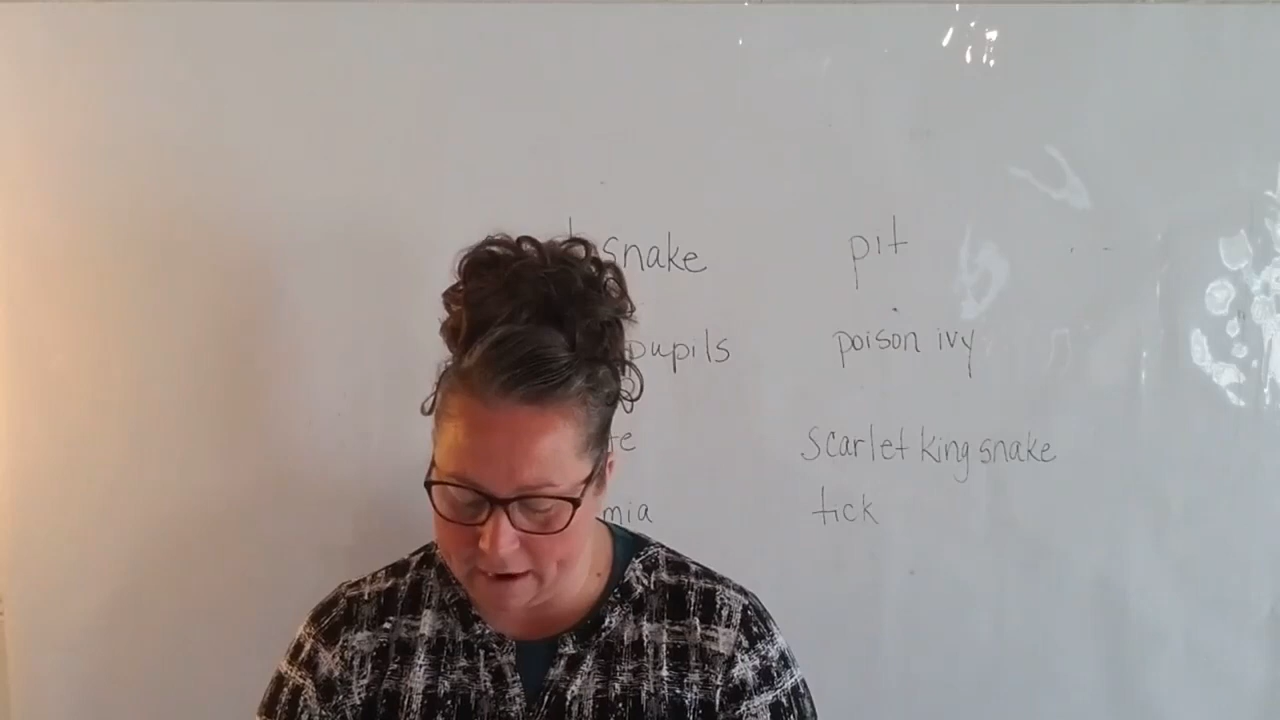 snake pit
pupils poison ivy
scarlet king snake
tick